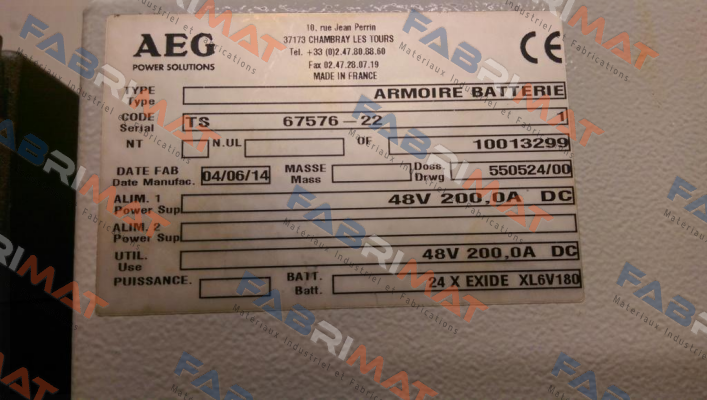 AEG
POWER SOLUTIONS
18, rue Jean Perrin
37173 CHAMBRAY LES TOURS
Tel. +33 (0)2.47.80.88.60
Fax 02.47.28.07.19
MADE IN FRANCE
CE
TYPE
Type
ARMOIRE BATTERIE
CODE
Serial
TS 67576-22 1
NT N.UL OF 10013299
DATE FAB
Date Manufac.
04/06/14
MASSE
Mass
Doss.
Drwg
550524/00
ALIM. 1
Power Sup
48V 200,0A DC
ALIM. 2
Power Sup
UTIL.
Use
48V 200,0A DC
PUISSANCE.
BATT.
Batt.
24 X EXIDE XL6V180
FABRIMAT
Materiaux Industriel et Fabrications